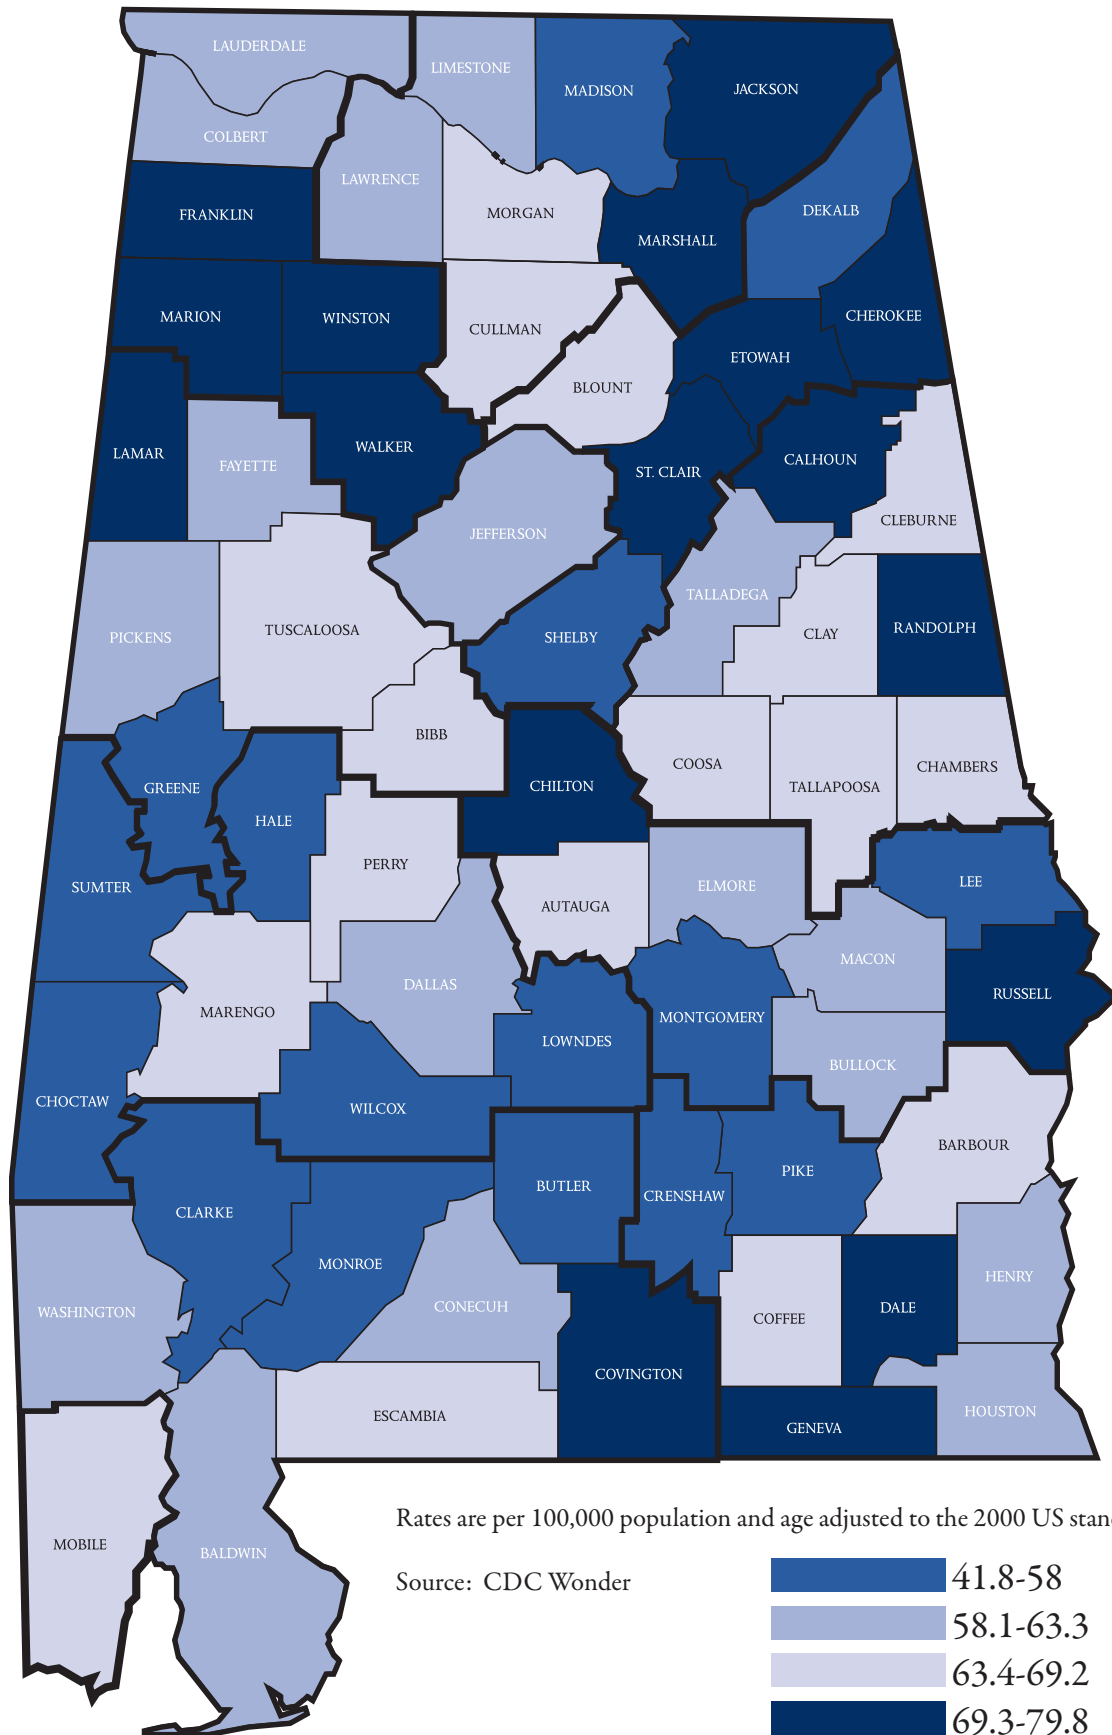 LAUDERDALE
LIMESTONE
MADISON
JACKSON
COLBERT
LAWRENCE
FRANKLIN
MORGAN
DEKALB
MARSHALL
MARION
WINSTON
CULLMAN
CHEROKEE
ETOWAH
BLOUNT
LAMAR
FAYETTE
WALKER
ST. CLAIR
CALHOUN
CLEBURNE
JEFFERSON
TALLADEGA
PICKENS
TUSCALOOSA
SHELBY
CLAY
RANDOLPH
BIBB
COOSA
CHAMBERS
GREENE
CHILTON
TALLAPOOSA
HALE
PERRY
SUMTER
ELMORE
LEE
AUTAUGA
MACON
DALLAS
RUSSELL
MARENGO
MONTGOMERY
LOWNDES
BULLOCK
CHOCTAW
WILCOX
BARBOUR
PIKE
BUTLER
CRENSHAW
CLARKE
MONROE
HENRY
WASHINGTON
CONECUH
DALE
COFFEE
COVINGTON
ESCAMBIA
HOUSTON
GENEVA
MOBILE
BALDWIN
Rates are per 100,000 population and age adjusted to the 2000 US
Source: CDC Wonder
41.8-58
58.1-63.3
63.4-69.2
69.3-79.8